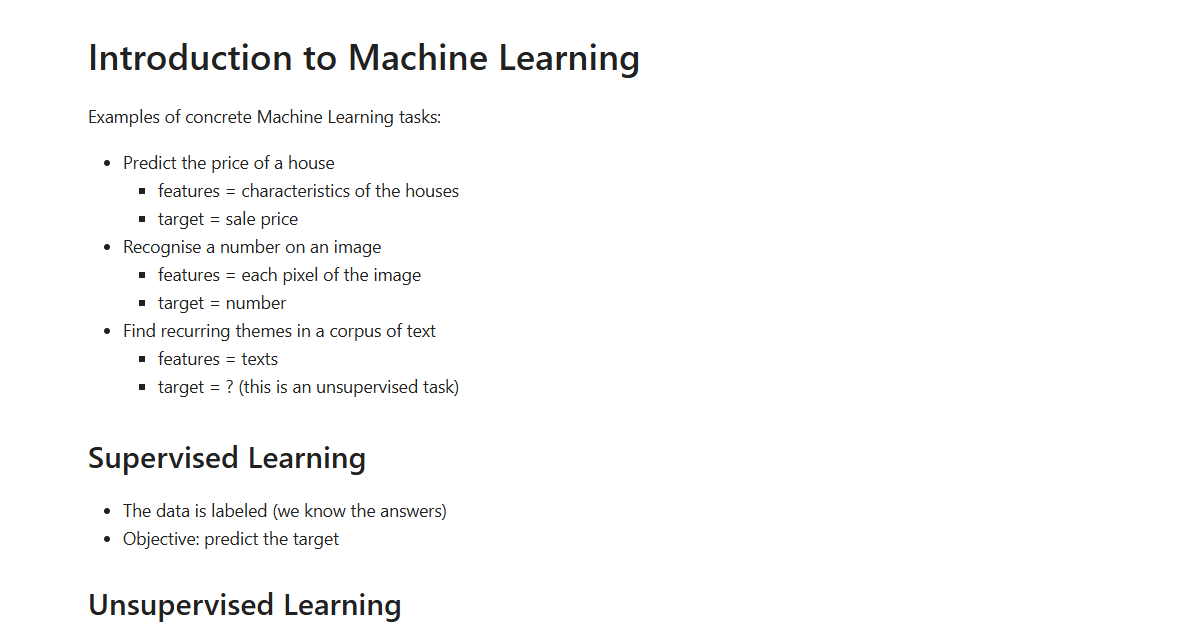 Introduction to Machine Learning
Examples of concrete Machine Learning tasks:
• Predict the price of a house
▪ features = characteristics of the houses
▪ target = sale price
• Recognise a number on an image
▪ features = each pixel of the image
▪ target = number
• Find recurring themes in a corpus of text
▪ features = texts
▪ target = ? (this is an unsupervised task)
Supervised Learning
• The data is labeled (we know the answers)
• Objective: predict the target
Unsupervised Learning